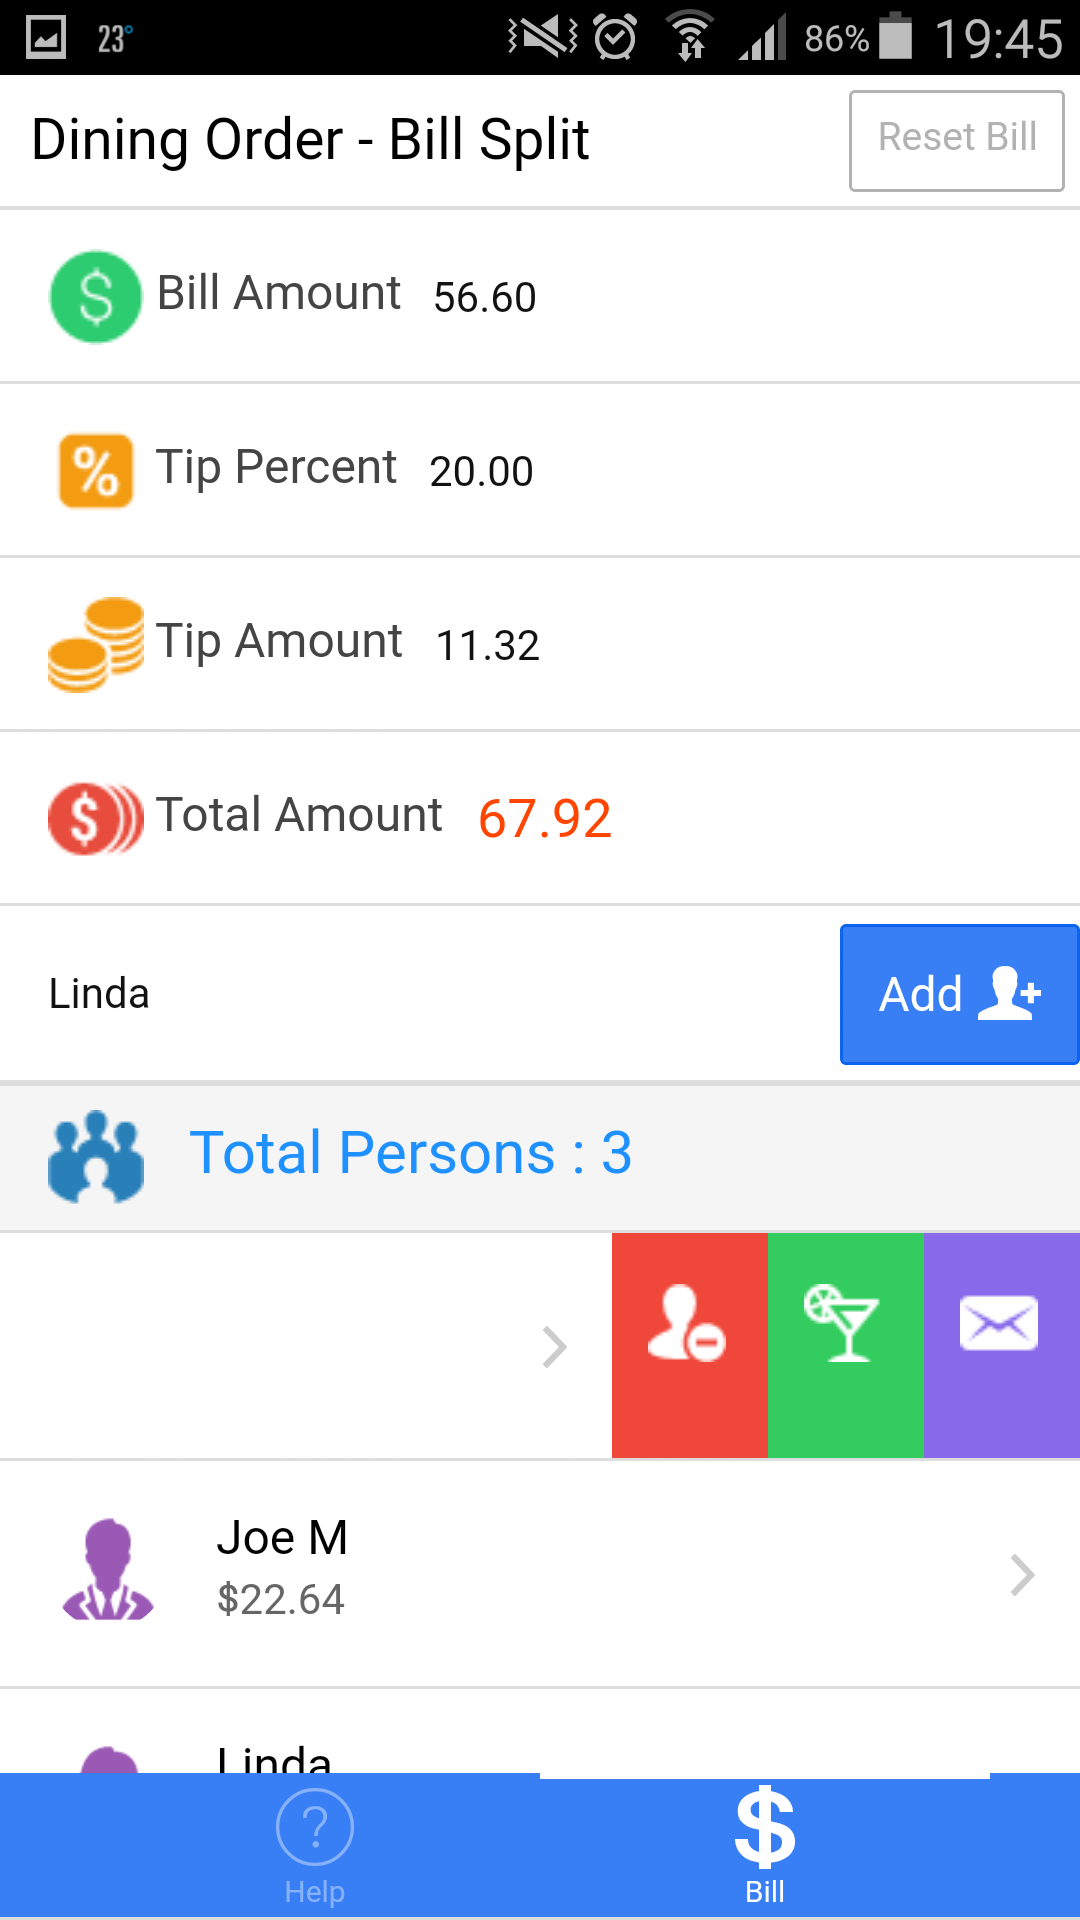 23° 86% 19:45
Dining Order - Bill Split Reset Bill
$ Bill Amount 56.60
% Tip Percent 20.00
Tip Amount 11.32
$ Total Amount 67.92
Linda Add
Total Persons : 3
Joe M
$22.64
Linda
? $
Help Bill